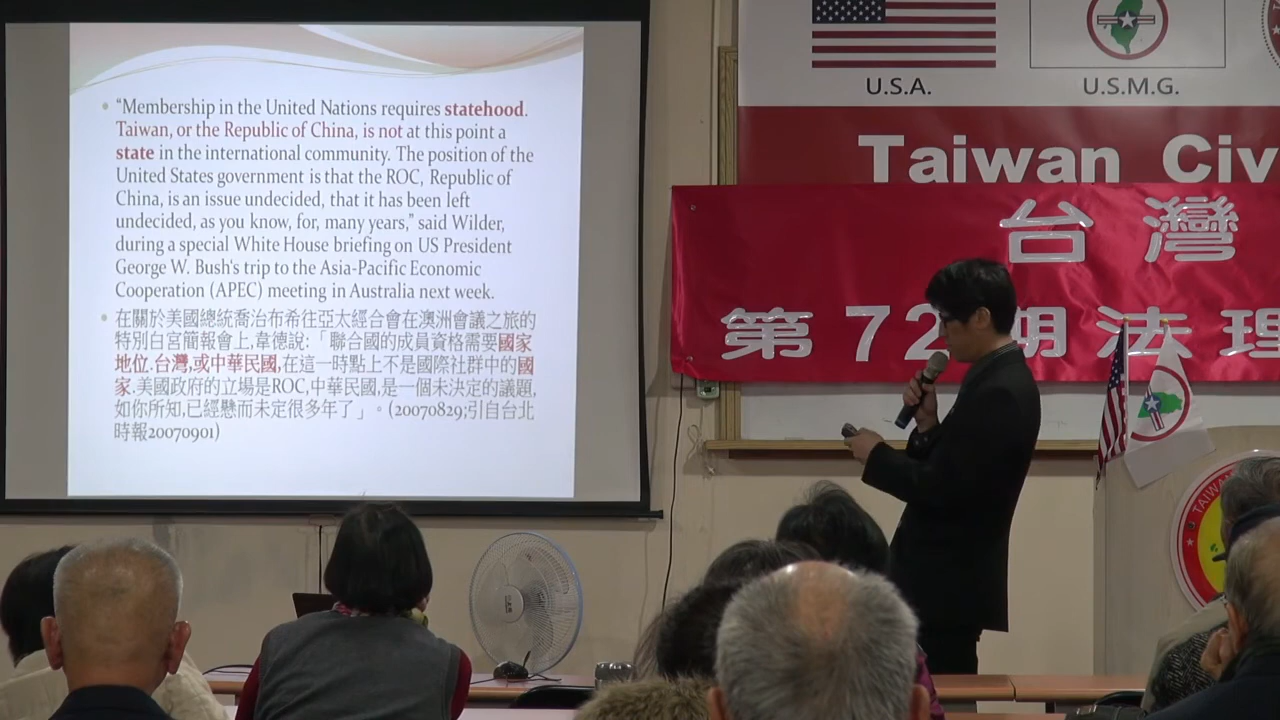 “Membership in the United Nations requires statehood.
Taiwan, or the Republic of China, is not at this point a
state in the international community. The position of the
United States government is that the ROC, Republic of
China, is an issue undecided, that it has been left
undecided, as you know, for, many years,” said Wilder,
during a special White House briefing on US President
George W. Bush's trip to the Asia-Pacific Economic
Cooperation (APEC) meeting in Australia next week.
在關於美國總統喬治布希往亞太經合會在澳洲會議之旅的
特別白宮簡報會上,韋德說:「聯合國的成員資格需要國家
地位.台灣,或中華民國,在這一時點上不是國際社群中的國
家.美國政府的立場是ROC,中華民國,是一個未決定的議題,
如你所知,已經懸而未定很多年了」。(20070829;引自台北
時報20070901)
U.S.A.
U.S.M.G.
Taiwan Civ
台灣
第72期法理
TAIWAN